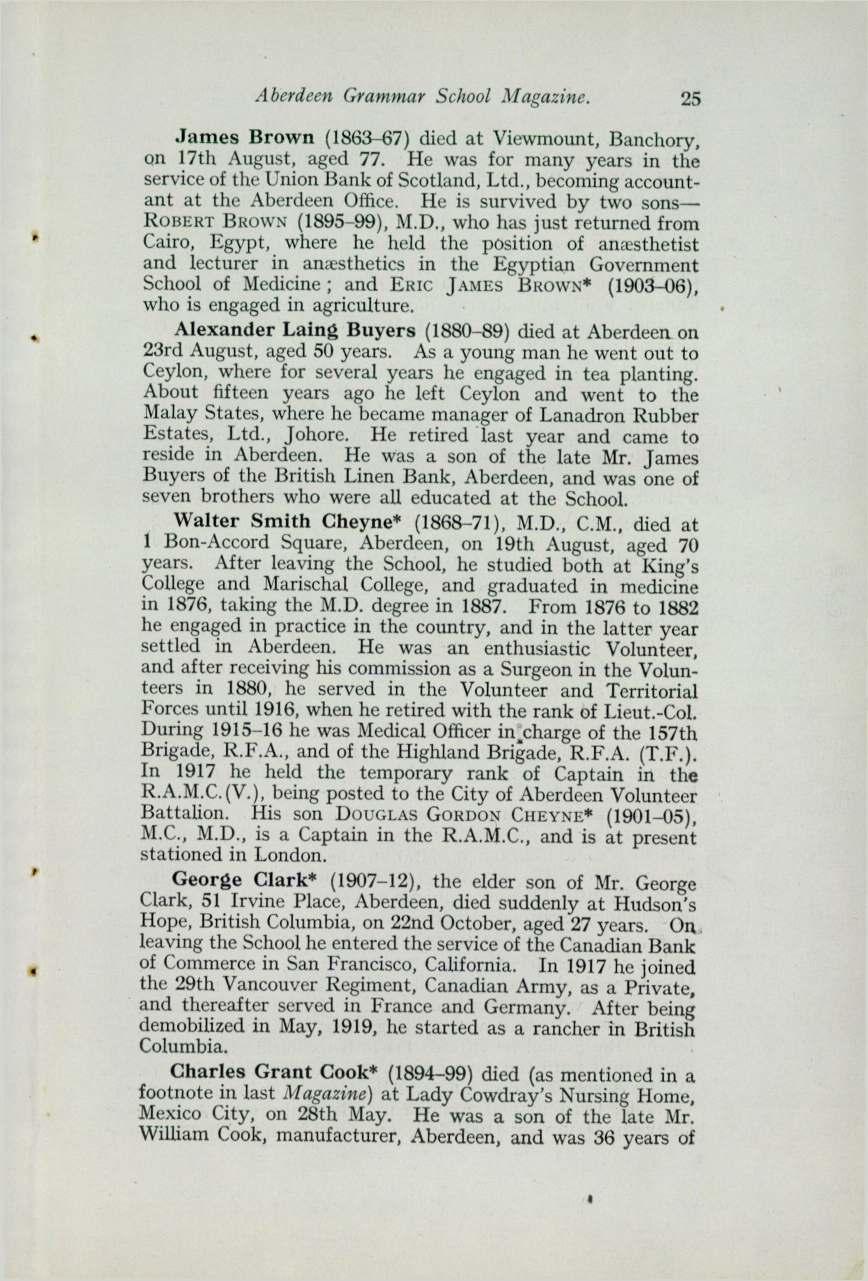 Aberdeen Grammar School Magazine. 25
James Brown (1863–67) died at Viewmount, Banchory,
on 17th August, aged 77. He was for many years in the
service of the Union Bank of Scotland, Ltd., becoming account-
ant at the Aberdeen Office. He is survived by two sons—
ROBERT BROWN (1895–99), M.D., who has just returned from
Cairo, Egypt, where he held the position of anæsthetist
and lecturer in anæsthetics in the Egyptian Government
School of Medicine ; and ERIC JAMES BROWN* (1903–06),
who is engaged in agriculture.
Alexander Laing Buyers (1880–89) died at Aberdeen on
23rd August, aged 50 years. As a young man he went out to
Ceylon, where for several years he engaged in tea planting.
About fifteen years ago he left Ceylon and went to the
Malay States, where he became manager of Lanadron Rubber
Estates, Ltd., Johore. He retired last year and came to
reside in Aberdeen. He was a son of the late Mr. James
Buyers of the British Linen Bank, Aberdeen, and was one of
seven brothers who were all educated at the School.
Walter Smith Cheyne* (1868–71), M.D., C.M., died at
1 Bon-Accord Square, Aberdeen, on 19th August, aged 70
years. After leaving the School, he studied both at King's
College and Marischal College, and graduated in medicine
in 1876, taking the M.D. degree in 1887. From 1876 to 1882
he engaged in practice in the country, and in the latter year
settled in Aberdeen. He was an enthusiastic Volunteer,
and after receiving his commission as a Surgeon in the Volun-
teers in 1880, he served in the Volunteer and Territorial
Forces until 1916, when he retired with the rank of Lieut.-Col.
During 1915–16 he was Medical Officer in charge of the 157th
Brigade, R.F.A., and of the Highland Brigade, R.F.A. (T.F.).
In 1917 he held the temporary rank of Captain in the
R.A.M.C.(V.), being posted to the City of Aberdeen Volunteer
Battalion. His son DOUGLAS GORDON CHEYNE* (1901–05),
M.C., M.D., is a Captain in the R.A.M.C., and is at present
stationed in London.
George Clark* (1907–12), the elder son of Mr. George
Clark, 51 Irvine Place, Aberdeen, died suddenly at Hudson's
Hope, British Columbia, on 22nd October, aged 27 years. On
leaving the School he entered the service of the Canadian Bank
of Commerce in San Francisco, California. In 1917 he joined
the 29th Vancouver Regiment, Canadian Army, as a Private,
and thereafter served in France and Germany. After being
demobilized in May, 1919, he started as a rancher in British
Columbia.
Charles Grant Cook* (1894–99) died (as mentioned in a
footnote in last Magazine) at Lady Cowdray's Nursing Home,
Mexico City, on 28th May. He was a son of the late Mr.
William Cook, manufacturer, Aberdeen, and was 36 years of